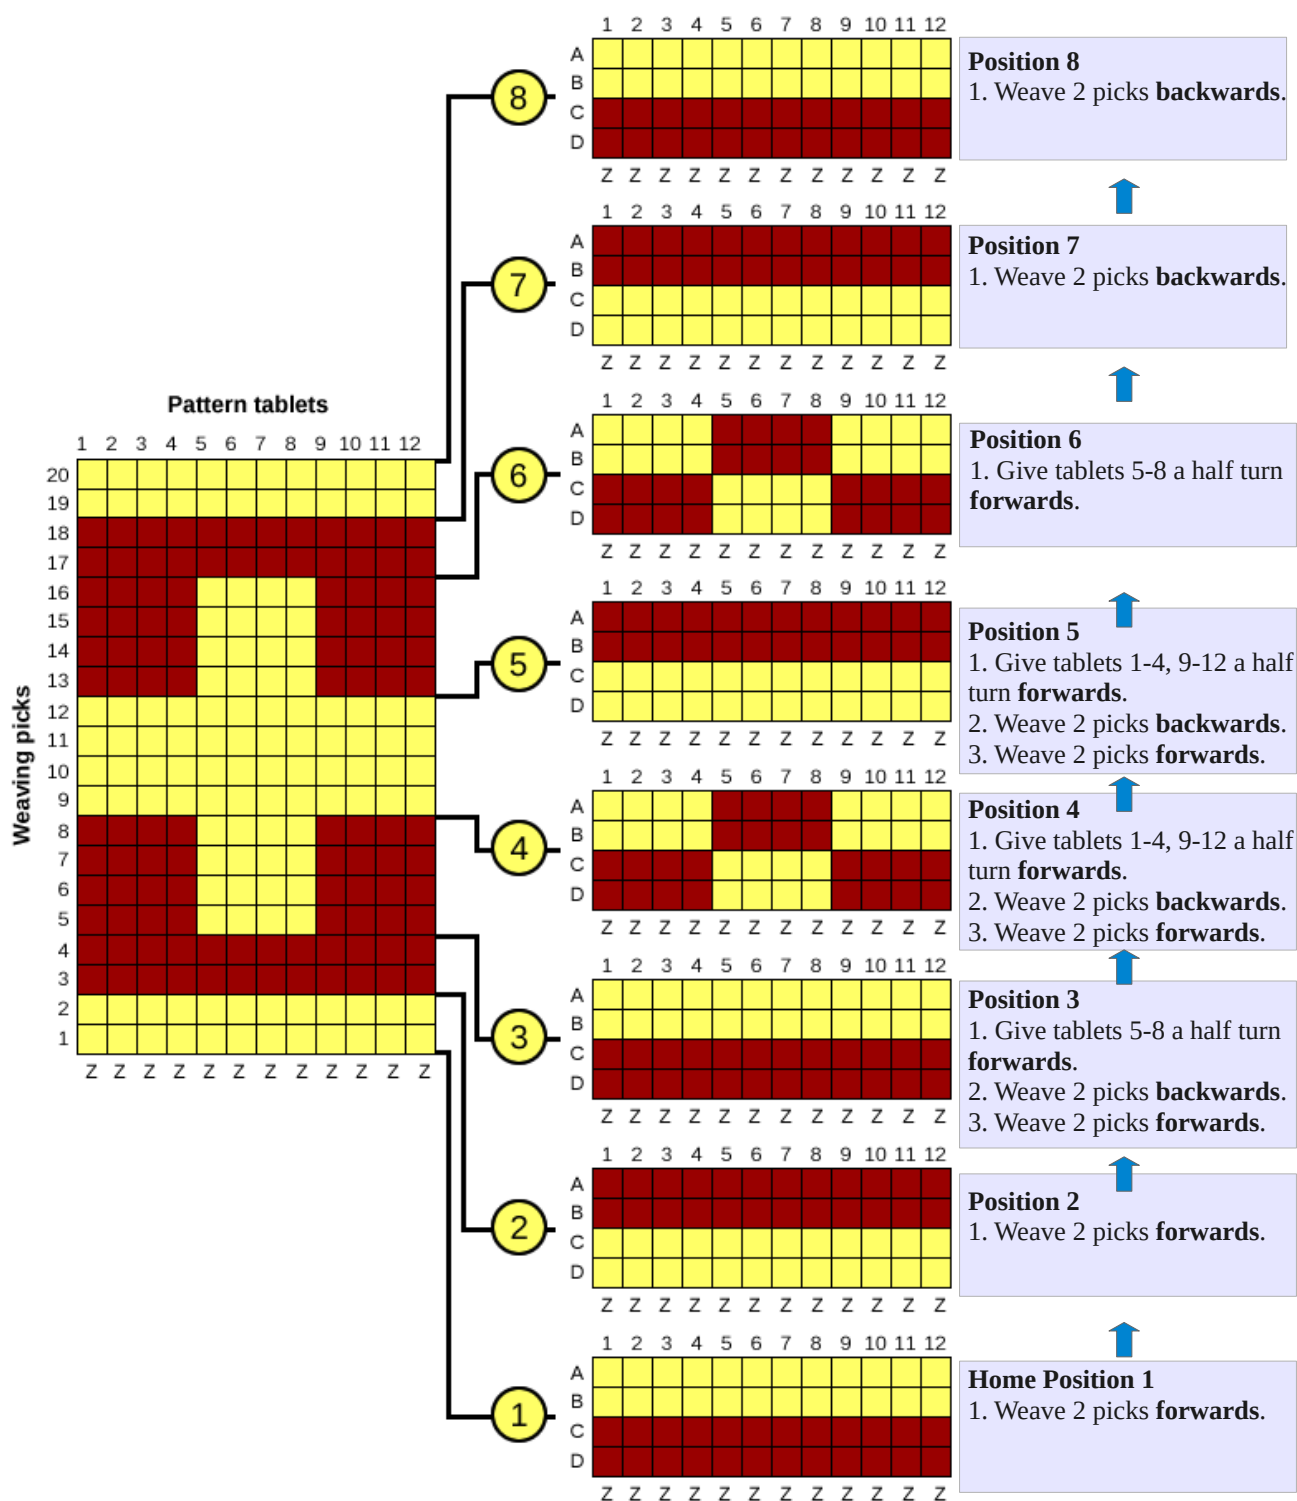 1 2 3 4 5 6 7 8 9 10 11 12
A
B
C
D
Z Z Z Z Z Z Z Z Z Z Z Z
8
Position 8
1. Weave 2 picks backwards.
1 2 3 4 5 6 7 8 9 10 11 12
A
B
C
D
Z Z Z Z Z Z Z Z Z Z Z Z
7
Position 7
1. Weave 2 picks backwards.
1 2 3 4 5 6 7 8 9 10 11 12
A
B
C
D
Z Z Z Z Z Z Z Z Z Z Z Z
6
Position 6
1. Give tablets 5-8 a half turn
forwards.
1 2 3 4 5 6 7 8 9 10 11 12
A
B
C
D
Z Z Z Z Z Z Z Z Z Z Z Z
5
Position 5
1. Give tablets 1-4, 9-12 a half
turn forwards.
2. Weave 2 picks backwards.
3. Weave 2 picks forwards.
1 2 3 4 5 6 7 8 9 10 11 12
A
B
C
D
Z Z Z Z Z Z Z Z Z Z Z Z
4
Position 4
1. Give tablets 1-4, 9-12 a half
turn forwards.
2. Weave 2 picks backwards.
3. Weave 2 picks forwards.
1 2 3 4 5 6 7 8 9 10 11 12
A
B
C
D
Z Z Z Z Z Z Z Z Z Z Z Z
3
Position 3
1. Give tablets 5-8 a half turn
forwards.
2. Weave 2 picks backwards.
3. Weave 2 picks forwards.
1 2 3 4 5 6 7 8 9 10 11 12
A
B
C
D
Z Z Z Z Z Z Z Z Z Z Z Z
2
Position 2
1. Weave 2 picks forwards.
1 2 3 4 5 6 7 8 9 10 11 12
A
B
C
D
Z Z Z Z Z Z Z Z Z Z Z Z
1
Home Position 1
1. Weave 2 picks forwards.
Pattern tablets
1 2 3 4 5 6 7 8 9 10 11 12
Weaving picks
20
19
18
17
16
15
14
13
12
11
10
9
8
7
6
5
4
3
2
1
Z Z Z Z Z Z Z Z Z Z Z Z